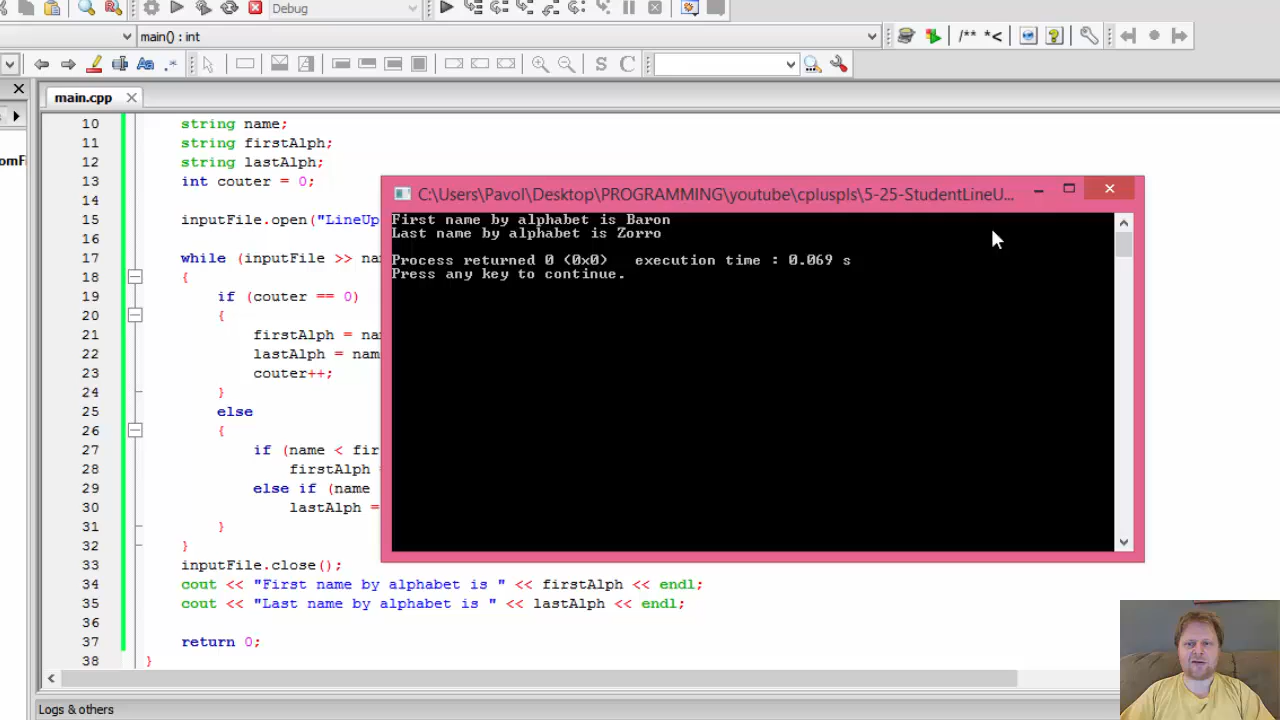 Debug
main() : int
/** *<
Aa .*
S C
main.cpp
omFi
10 string name;
11 string firstAlph;
12 string lastAlph;
13 int couter = 0;
14
15 inputFile.open("LineUp
16
17 while (inputFile >> na
18 {
19 if (couter == 0)
20 {
21 firstAlph = na
22 lastAlph = nam
23 couter++;
24 }
25 else
26 {
27 if (name < fir
28 firstAlph =
29 else if (name
30 lastAlph =
31 }
32 }
33 inputFile.close();
34 cout << "First name by alphabet is " << firstAlph << endl;
35 cout << "Last name by alphabet is " << lastAlph << endl;
36
37 return 0;
38 }
C:\Users\Pavol\Desktop\PROGRAMMING\youtube\cpluspls\5-25-StudentLineU...
First name by alphabet is Baron
Last name by alphabet is Zorro
Process returned 0 (0x0) execution time : 0.069 s
Press any key to continue.
Logs & others